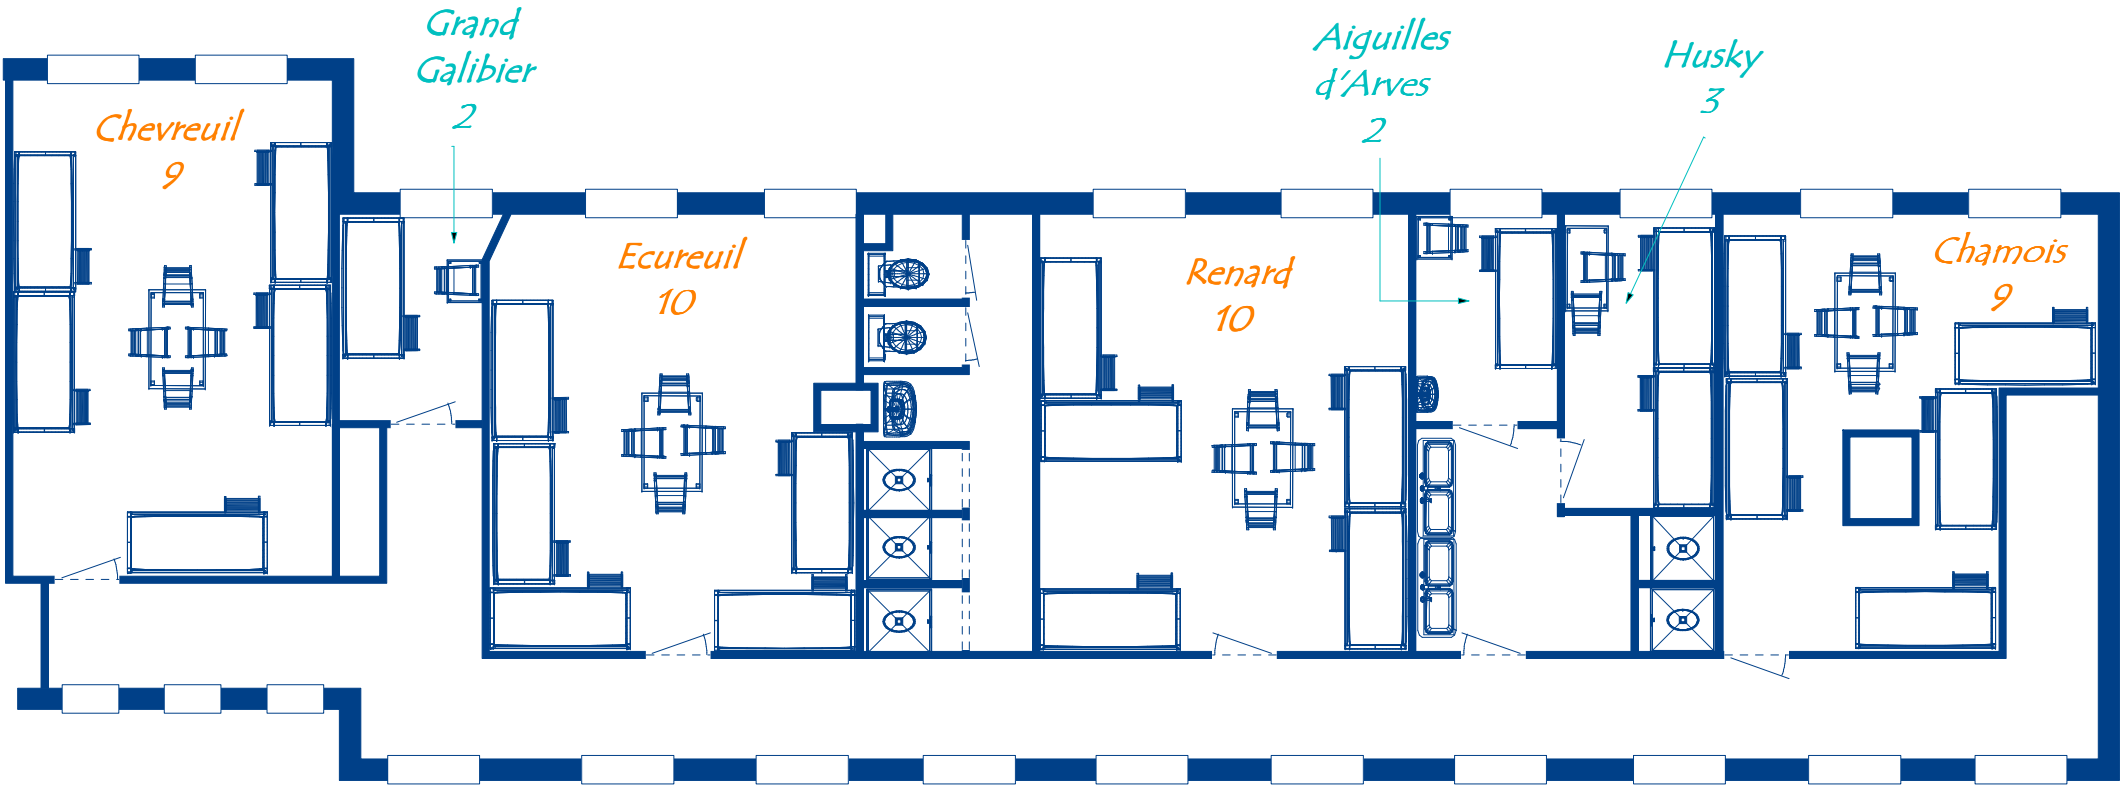 Grand
Galibier
2
Aiguilles
d'Arves
2
Husky
3
Chevreuil
9
Ecureuil
10
Renard
10
Chamois
9